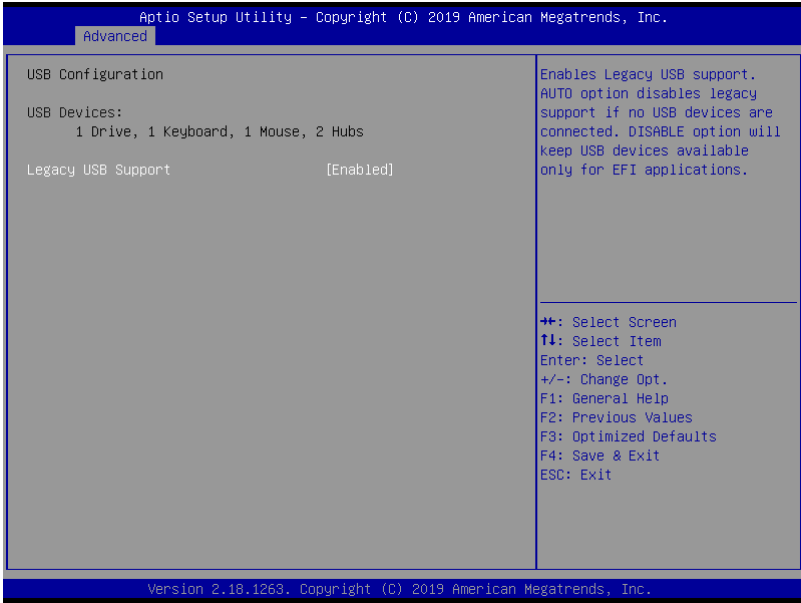 Aptio Setup Utility – Copyright (C) 2019 American Megatrends, Inc.
Advanced
USB Configuration
USB Devices:
1 Drive, 1 Keyboard, 1 Mouse, 2 Hubs
Legacy USB Support [Enabled]
Enables Legacy USB support.
AUTO option disables legacy
support if no USB devices are
connected. DISABLE option will
keep USB devices available
only for EFI applications.
→←: Select Screen
↑↓: Select Item
Enter: Select
+/-: Change Opt.
F1: General Help
F2: Previous Values
F3: Optimized Defaults
F4: Save & Exit
ESC: Exit
Version 2.18.1263. Copyright (C) 2019 American Megatrends, Inc.